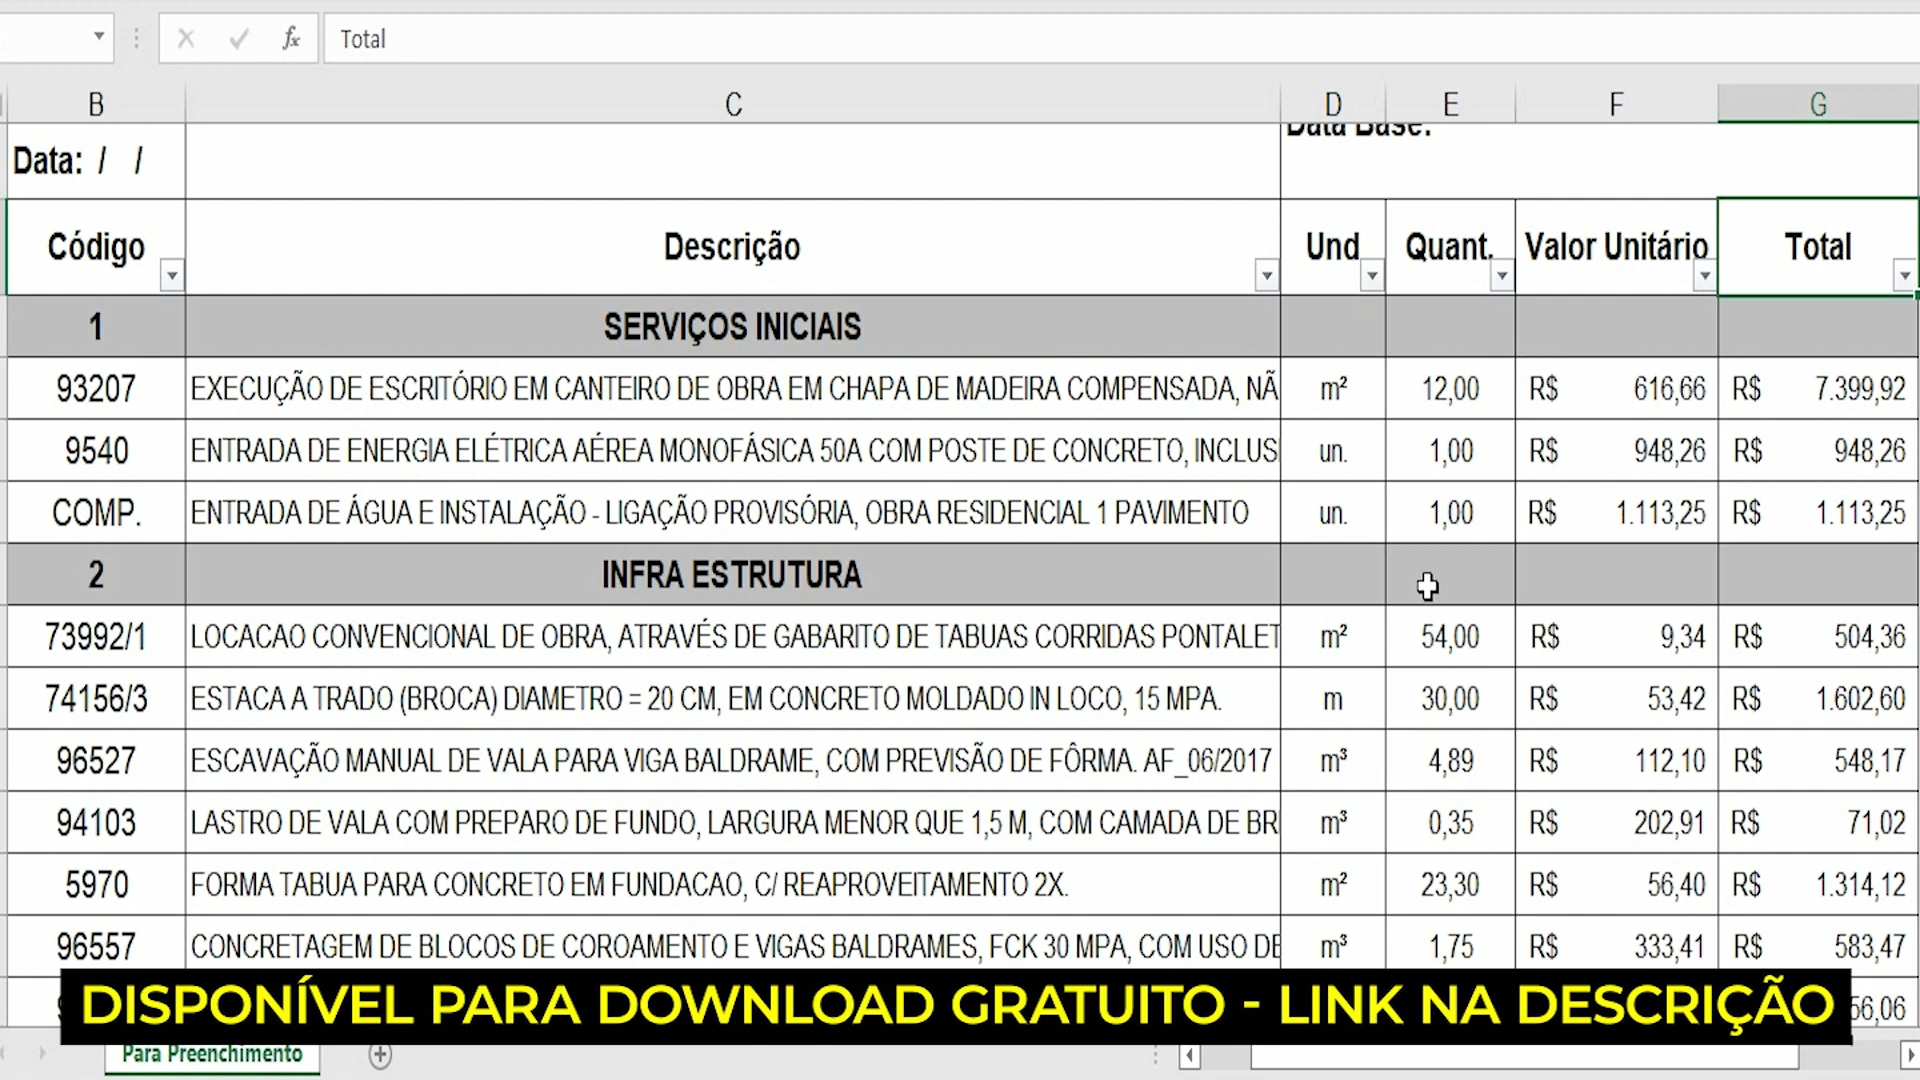 fx Total
B C D E F G
Data: / / Data Base:
Código Descrição Und Quant. Valor Unitário Total
1 SERVIÇOS INICIAIS
93207 EXECUÇÃO DE ESCRITÓRIO EM CANTEIRO DE OBRA EM CHAPA DE MADEIRA COMPENSADA, NÃ m² 12,00 R$ 616,66 R$ 7.399,92
9540 ENTRADA DE ENERGIA ELÉTRICA AÉREA MONOFÁSICA 50A COM POSTE DE CONCRETO, INCLUS un. 1,00 R$ 948,26 R$ 948,26
COMP. ENTRADA DE ÁGUA E INSTALAÇÃO - LIGAÇÃO PROVISÓRIA, OBRA RESIDENCIAL 1 PAVIMENTO un. 1,00 R$ 1.113,25 R$ 1.113,25
2 INFRA ESTRUTURA
73992/1 LOCACAO CONVENCIONAL DE OBRA, ATRAVÉS DE GABARITO DE TABUAS CORRIDAS PONTALET m² 54,00 R$ 9,34 R$ 504,36
74156/3 ESTACA A TRADO (BROCA) DIAMETRO = 20 CM, EM CONCRETO MOLDADO IN LOCO, 15 MPA. m 30,00 R$ 53,42 R$ 1.602,60
96527 ESCAVAÇÃO MANUAL DE VALA PARA VIGA BALDRAME, COM PREVISÃO DE FÔRMA. AF_06/2017 m³ 4,89 R$ 112,10 R$ 548,17
94103 LASTRO DE VALA COM PREPARO DE FUNDO, LARGURA MENOR QUE 1,5 M, COM CAMADA DE BR m³ 0,35 R$ 202,91 R$ 71,02
5970 FORMA TABUA PARA CONCRETO EM FUNDACAO, C/ REAPROVEITAMENTO 2X. m² 23,30 R$ 56,40 R$ 1.314,12
96557 CONCRETAGEM DE BLOCOS DE COROAMENTO E VIGAS BALDRAMES, FCK 30 MPA, COM USO DE m³ 1,75 R$ 333,41 R$ 583,47
DISPONÍVEL PARA DOWNLOAD GRATUITO - LINK NA DESCRIÇÃO
Para Preenchimento